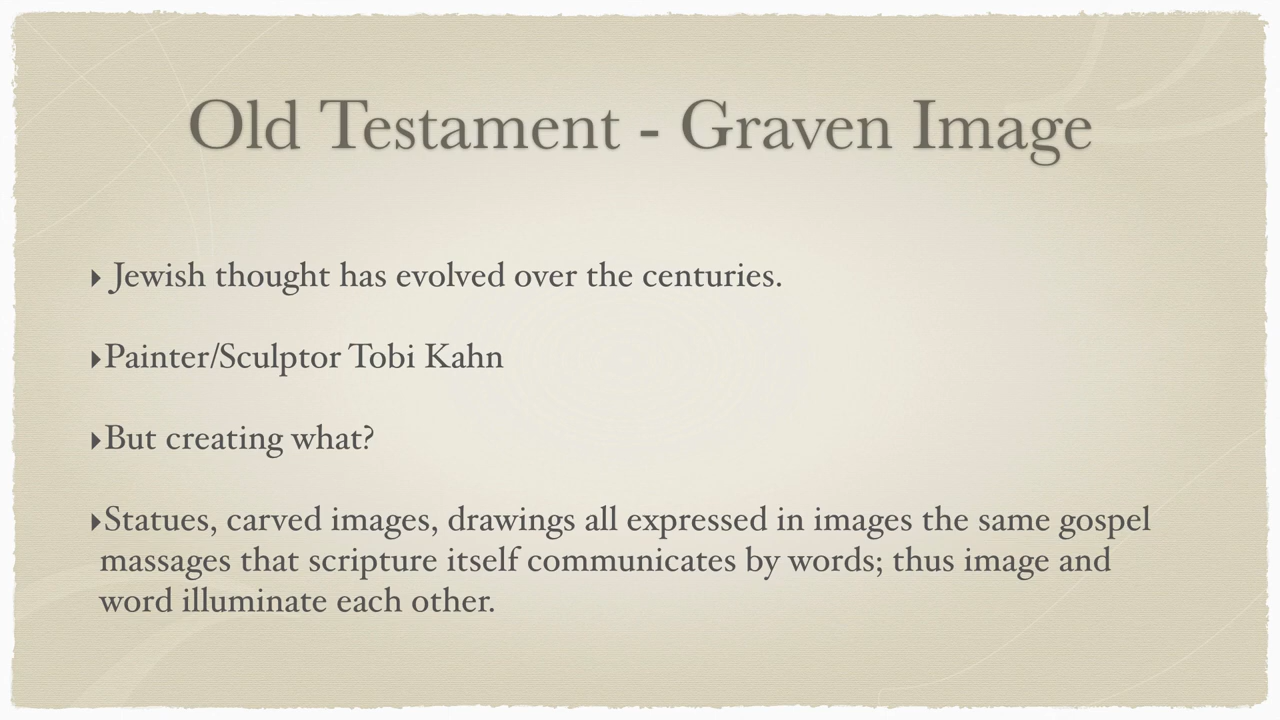 Old Testament - Graven Image
‣ Jewish thought has evolved over the centuries.
‣Painter/Sculptor Tobi Kahn
‣But creating what?
‣Statues, carved images, drawings all expressed in images the same gospel
massages that scripture itself communicates by words; thus image and
word illuminate each other.